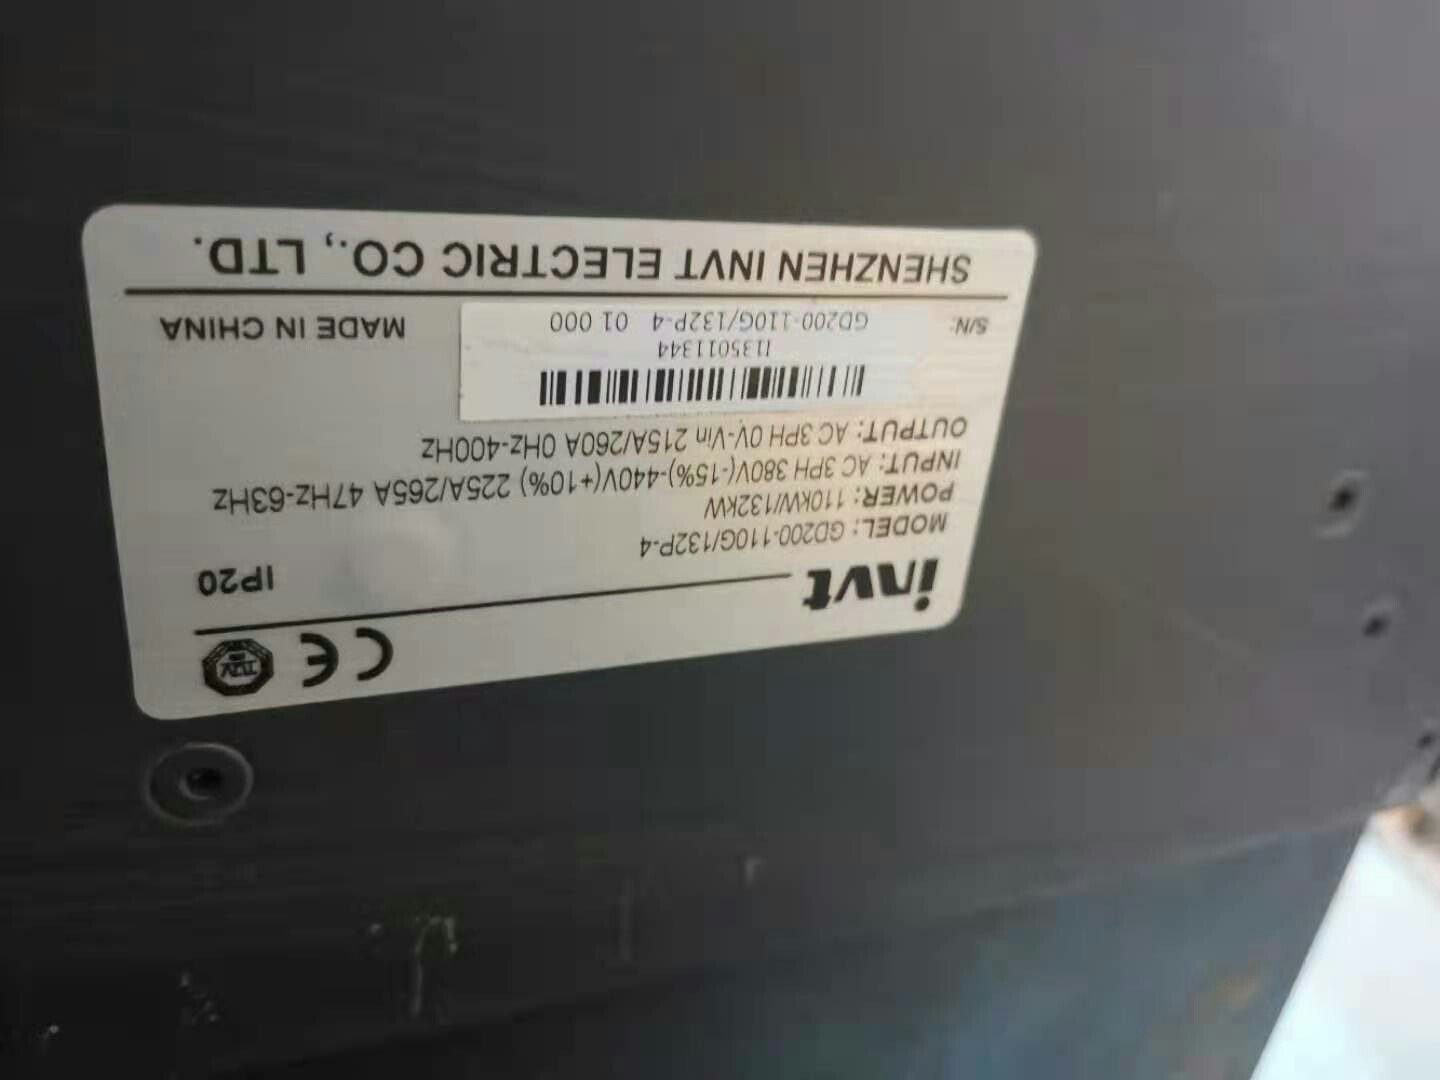 CE TÜV
invt
IP20
MODEL: GD200-110G/132P-4
POWER: 110kW/132kW
INPUT: AC 3PH 380V(-15%)-440V(+10%) 225A/265A 47Hz-63Hz
OUTPUT: AC 3PH 0V-Vin 215A/260A 0Hz-400Hz
J135011344
S/N: GD200-110G/132P-4 01 000 MADE IN CHINA
SHENZHEN INVT ELECTRIC CO., LTD.